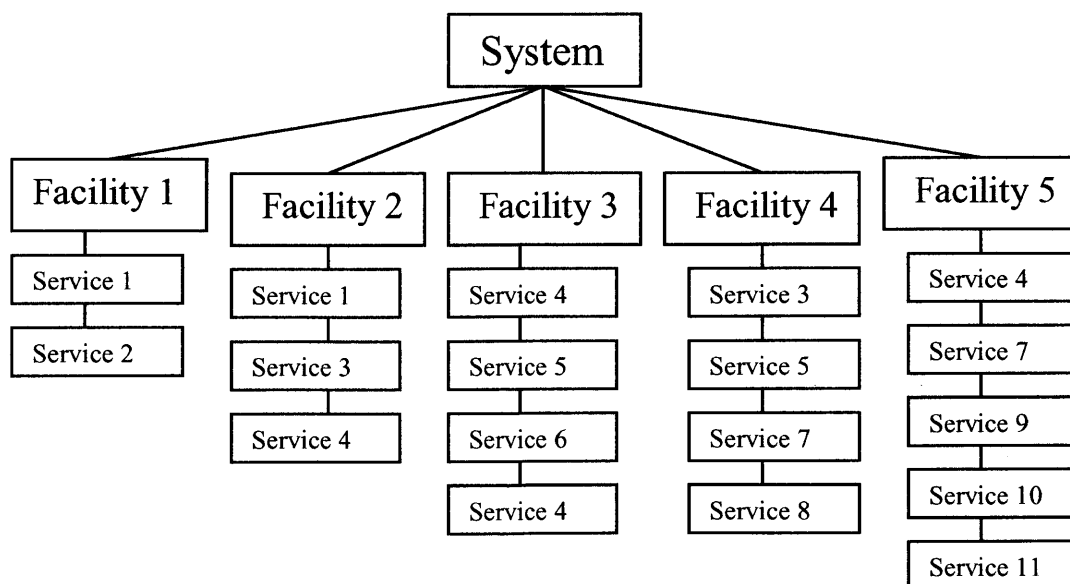 System
Facility 1
Service 1
Service 2
Facility 2
Service 1
Service 3
Service 4
Facility 3
Service 4
Service 5
Service 6
Service 4
Facility 4
Service 3
Service 5
Service 7
Service 8
Facility 5
Service 4
Service 7
Service 9
Service 10
Service 11